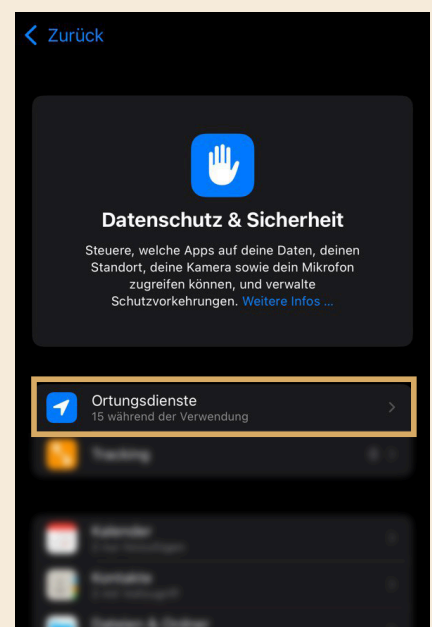 Zurück
Datenschutz & Sicherheit
Steuere, welche Apps auf deine Daten, deinen
Standort, deine Kamera sowie dein Mikrofon
zugreifen können, und verwalte
Schutzvorkehrungen. Weitere Infos ...
Ortungsdienste
15 während der Verwendung
Tracking
Kalender
Kontakte